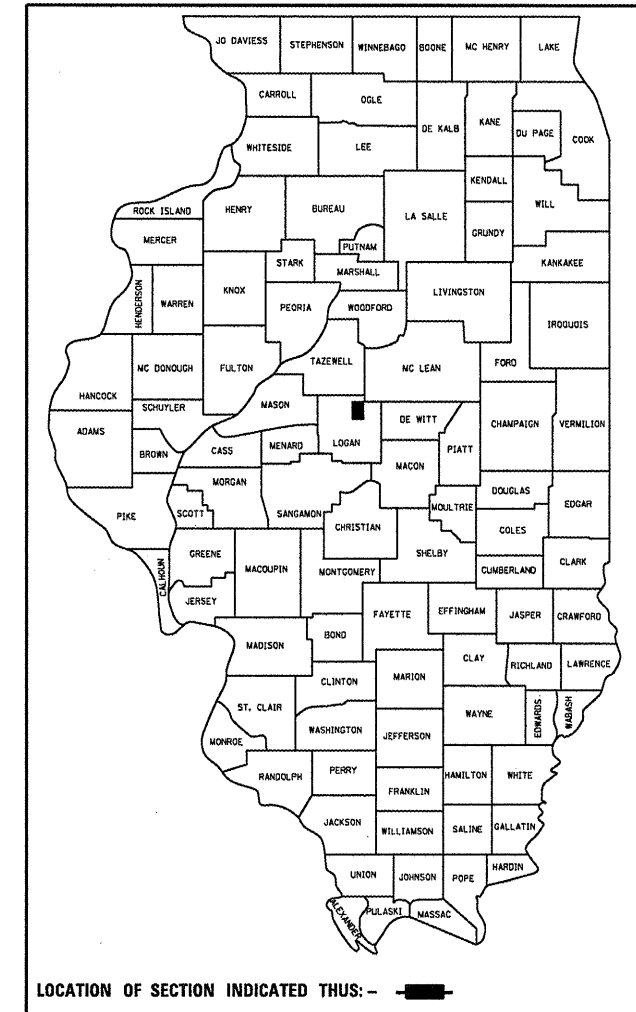 JO DAVIESS STEPHENSON WINNEBAGO BOONE MC HENRY LAKE
CARROLL OGLE DE KALB KANE DU PAGE COOK
WHITESIDE LEE
KENDALL WILL
ROCK ISLAND HENRY BUREAU LA SALLE
GRUNDY
MERCER PUTNAM
STARK MARSHALL KANKAKEE
HENDERSON WARREN KNOX PEORIA WOODFORD LIVINGSTON IROQUOIS
HANCOCK MC DONOUGH FULTON TAZEWELL MC LEAN FORD
SCHUYLER MASON
ADAMS DE WITT CHAMPAIGN VERMILION
BROWN CASS MENARD LOGAN PIATT
MORGAN MACON
PIKE SCOTT SANGAMON CHRISTIAN MOULTRIE DOUGLAS EDGAR
COLES
GREENE MACOUPIN MONTGOMERY SHELBY
CALHOUN CUMBERLAND CLARK
JERSEY FAYETTE EFFINGHAM JASPER CRAWFORD
MADISON BOND
CLAY RICHLAND LAWRENCE
CLINTON MARION
ST. CLAIR WAYNE EDWARDS WABASH
WASHINGTON JEFFERSON
MONROE
RANDOLPH PERRY HAMILTON WHITE
FRANKLIN
JACKSON WILLIAMSON SALINE GALLATIN
UNION JOHNSON POPE HARDIN
ALEXANDER PULASKI MASSAC
LOCATION OF SECTION INDICATED THUS: –